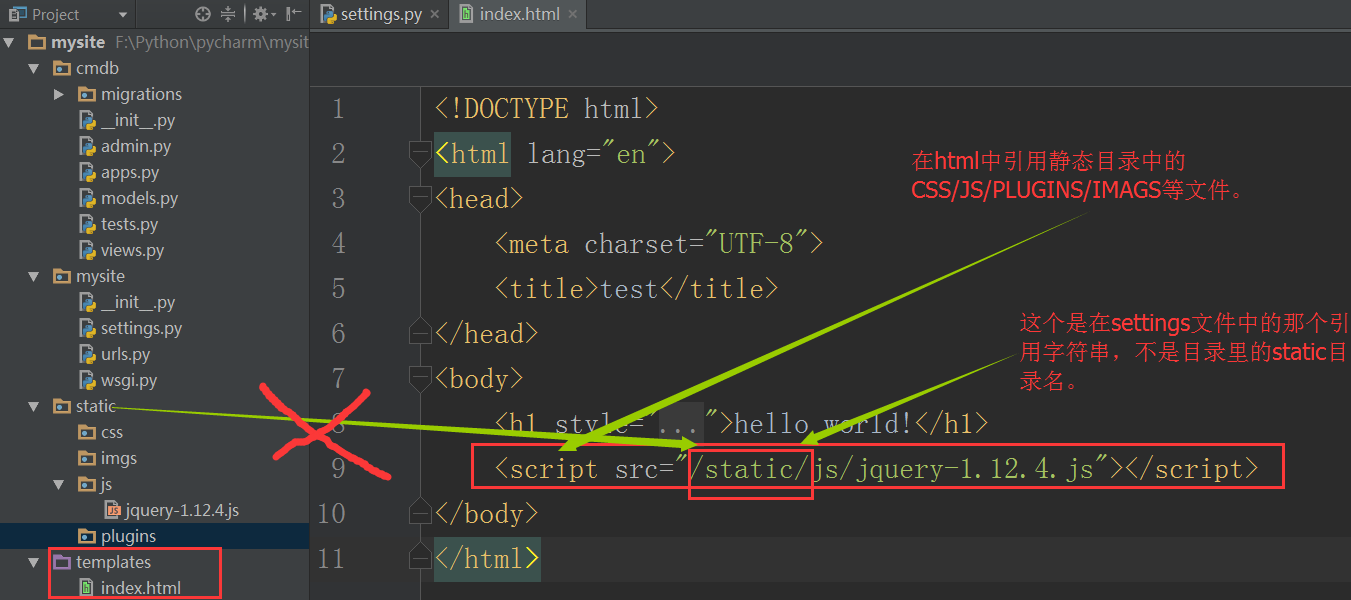 Project
settings.py
index.html
mysite F:\Python\pycharm\mysit
cmdb
migrations
__init__.py
admin.py
apps.py
models.py
tests.py
views.py
mysite
__init__.py
settings.py
urls.py
wsgi.py
static
css
imgs
js
jquery-1.12.4.js
plugins
templates
index.html
1 <!DOCTYPE html>
2 <html lang="en">
3 <head>
4 <meta charset="UTF-8">
5 <title>test</title>
6 </head>
7 <body>
8 <h1 style="...">hello world!</h1>
9 <script src="/static/js/jquery-1.12.4.js"></script>
10 </body>
11 </html>
在html中引用静态目录中的
CSS/JS/PLUGINS/IMAGS等文件。
这个是在settings文件中的那个引
用字符串，不是目录里的static目
录名。